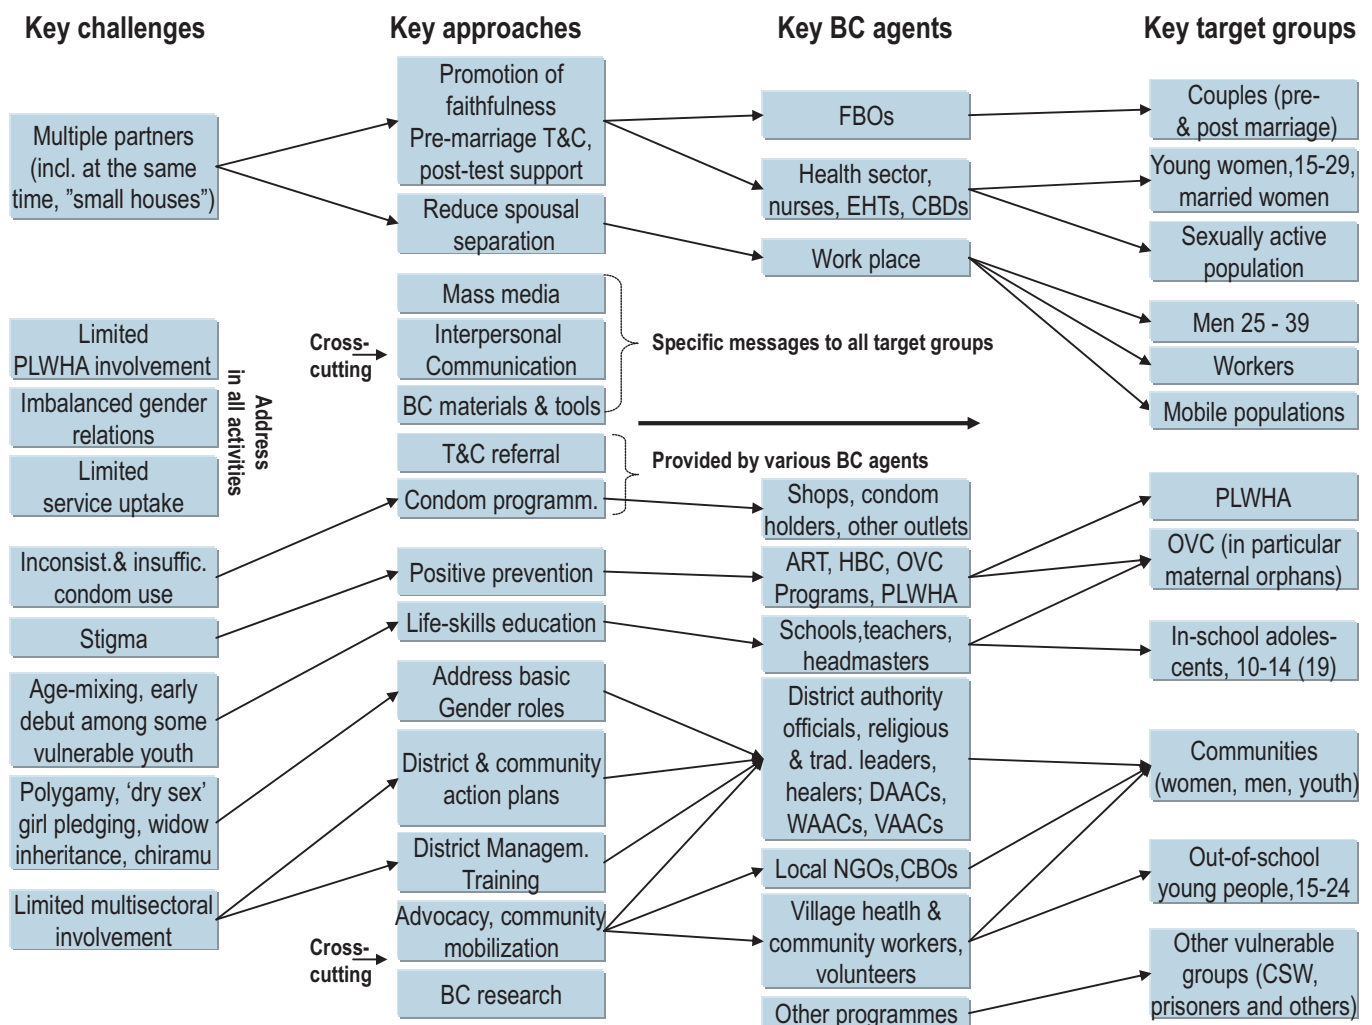 Key challenges
Key approaches
Key BC agents
Key target groups
Multiple partners
(incl. at the same
time, ”small houses”)
Limited
PLWHA involvement
Imbalanced gender
relations
Limited
service uptake
Address
in all activities
Inconsist.& insuffic.
condom use
Stigma
Age-mixing, early
debut among some
vulnerable youth
Polygamy, ‘dry sex’
girl pledging, widow
inheritance, chiramu
Limited multisectoral
involvement
Promotion of
faithfulness
Pre-marriage T&C,
post-test support
Reduce spousal
separation
Cross-
cutting
Mass media
Interpersonal
Communication
BC materials & tools
Specific messages to all target groups
T&C referral
Condom programm.
Provided by various BC agents
Positive prevention
Life-skills education
Address basic
Gender roles
District & community
action plans
District Managem.
Training
Advocacy, community
mobilization
Cross-
cutting
BC research
FBOs
Health sector,
nurses, EHTs, CBDs
Work place
Shops, condom
holders, other outlets
ART, HBC, OVC
Programs, PLWHA
Schools,teachers,
headmasters
District authority
officials, religious
& trad. leaders,
healers; DAACs,
WAACs, VAACs
Local NGOs,CBOs
Village heatlh &
community workers,
volunteers
Other programmes
Couples (pre-
& post marriage)
Young women,15-29,
married women
Sexually active
population
Men 25 - 39
Workers
Mobile populations
PLWHA
OVC (in particular
maternal orphans)
In-school adoles-
cents, 10-14 (19)
Communities
(women, men, youth)
Out-of-school
young people,15-24
Other vulnerable
groups (CSW,
prisoners and others)